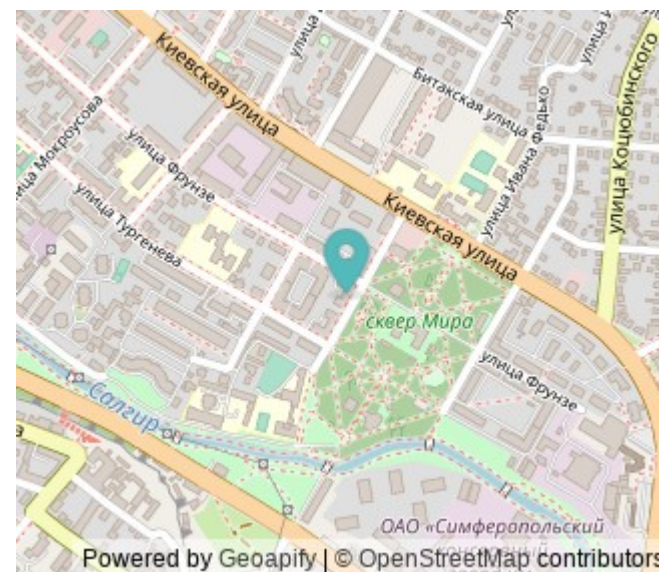 Киевская улица
улица
Битакская улица
улица Коцюбинского
улица Ивана Федько
улица Фрунзе
улица Мокроусова
улица Тургенева
Киевская улица
сквер Мира
улица Фрунзе
Салгир
ОАО «Симферопольский
Powered by Geoapify | © OpenStreetMap contributors